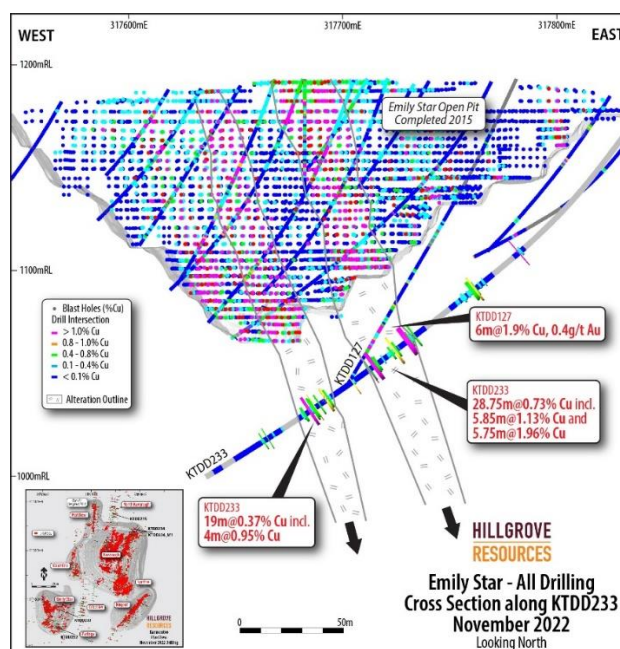 317600mE
317700mE
317800mE
WEST
EAST
1200mRL
Emily Star Open Pit
Completed 2015
1100mRL
Blast Holes (%Cu)
Drill Intersection
> 1.0% Cu
0.8 - 1.0% Cu
0.4 - 0.8% Cu
0.1 - 0.4% Cu
< 0.1% Cu
Alteration Outline
KTDD127
6m@1.9% Cu, 0.4g/t Au
KTDD127
KTDD233
28.75m@0.73% Cu incl.
5.85m@1.13% Cu and
5.75m@1.96% Cu
KTDD233
1000mRL
KTDD233
19m@0.37% Cu incl.
4m@0.95% Cu
HILLGROVE
RESOURCES
Emily Star - All Drilling
Cross Section along KTDD233
November 2022
Looking North
0
50m
HILLGROVE
RESOURCES
November 2022 Drilling